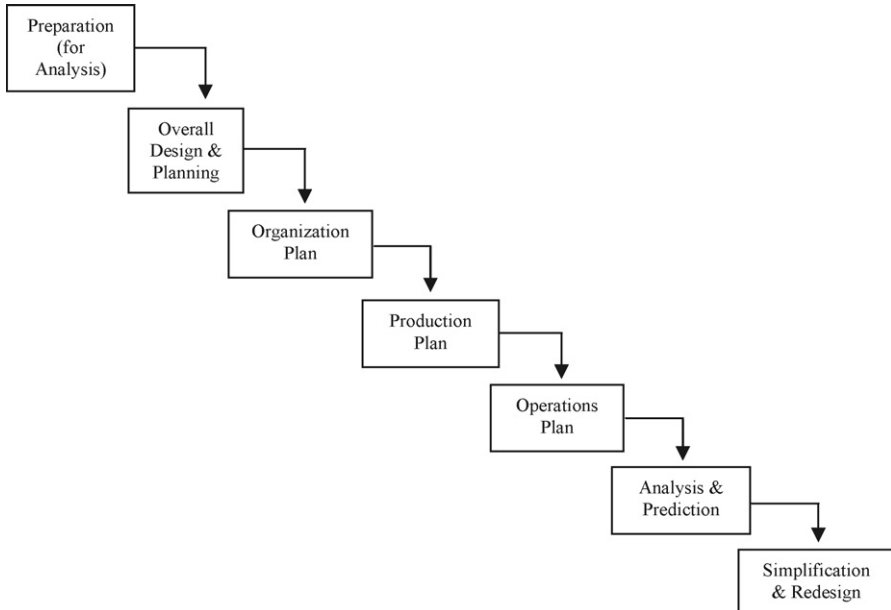 Preparation
(for
Analysis)
Overall
Design &
Planning
Organization
Plan
Production
Plan
Operations
Plan
Analysis &
Prediction
Simplification
& Redesign